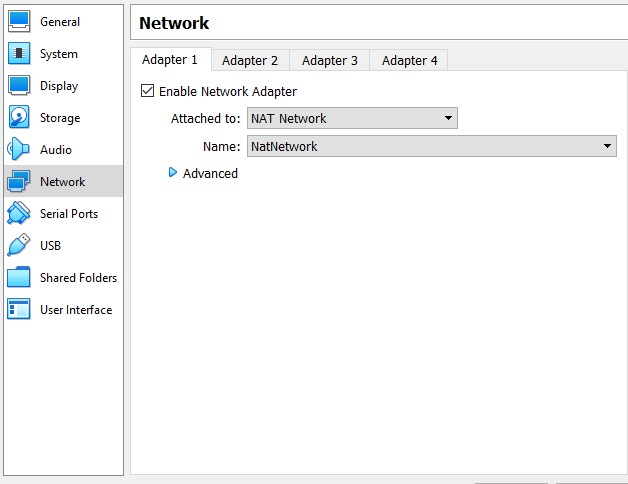 General
System
Display
Storage
Audio
Network
Serial Ports
USB
Shared Folders
User Interface
Network
Adapter 1 Adapter 2 Adapter 3 Adapter 4
Enable Network Adapter
Attached to: NAT Network
Name: NatNetwork
Advanced